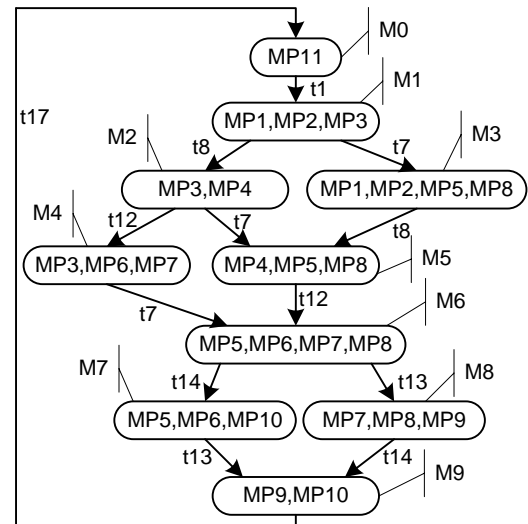 M0
MP11
t1
M1
t17
MP1,MP2,MP3
M2
t8
t7
M3
MP3,MP4
MP1,MP2,MP5,MP8
M4
t12
t7
t8
MP3,MP6,MP7
MP4,MP5,MP8
M5
t7
t12
M6
MP5,MP6,MP7,MP8
M7
t14
t13
M8
MP5,MP6,MP10
MP7,MP8,MP9
t13
t14
M9
MP9,MP10